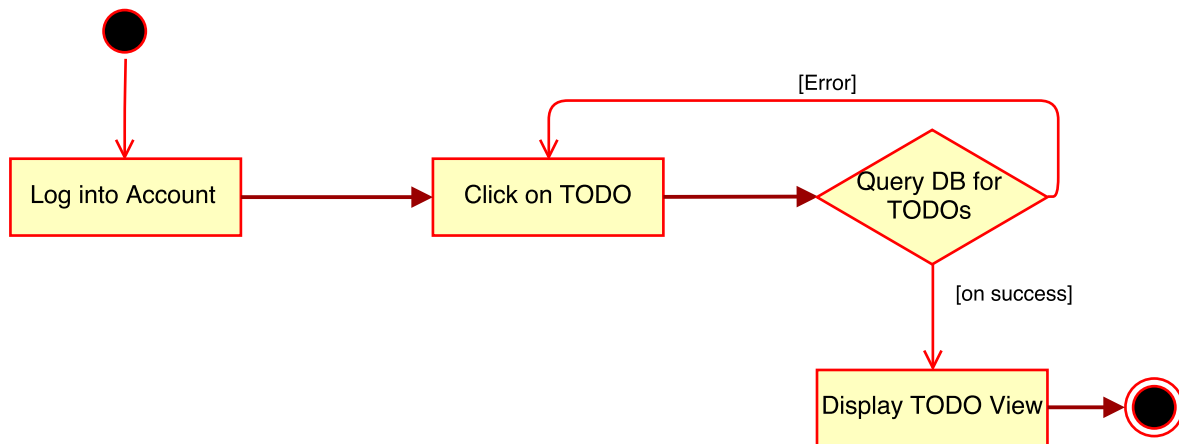 [Error]
Log into Account
Click on TODO
Query DB for
TODOs
[on success]
Display TODO View